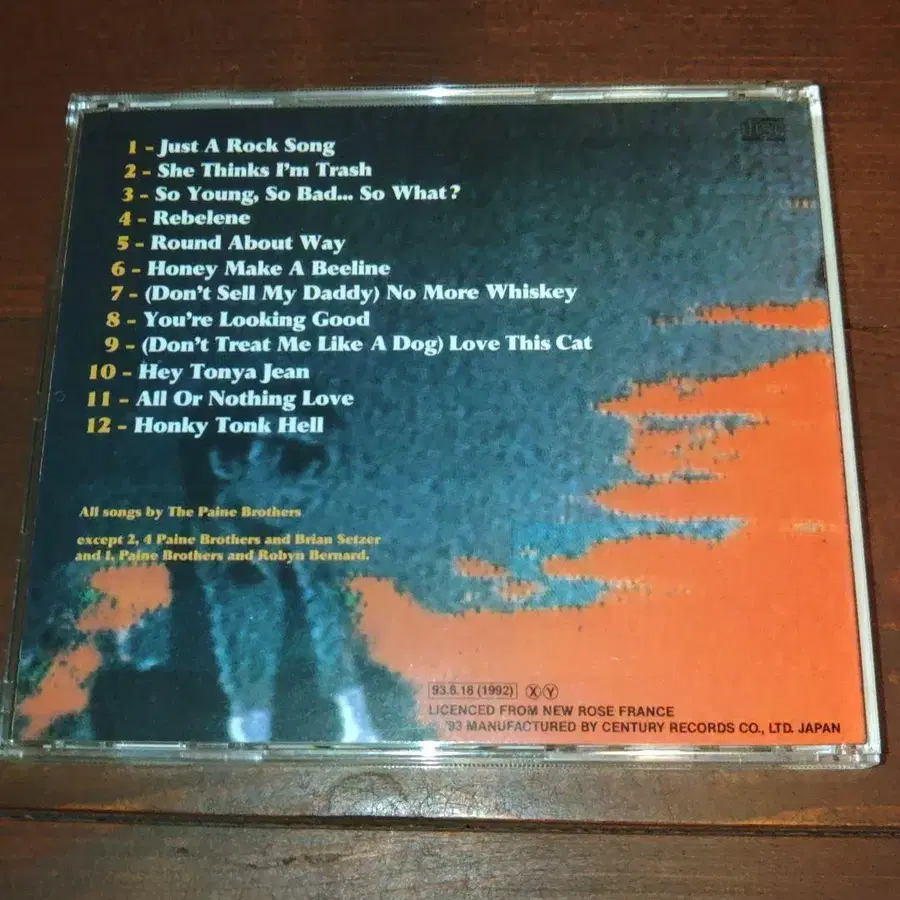 1 - Just A Rock Song
2 - She Thinks I'm Trash
3 - So Young, So Bad... So What?
4 - Rebelene
5 - Round About Way
6 - Honey Make A Beeline
7 - (Don't Sell My Daddy) No More Whiskey
8 - You're Looking Good
9 - (Don't Treat Me Like A Dog) Love This Cat
10 - Hey Tonya Jean
11 - All Or Nothing Love
12 - Honky Tonk Hell
All songs by The Paine Brothers
except 2, 4 Paine Brothers and Brian Setzer
and 1, Paine Brothers and Robyn Bernard.
93.6.18 (1992) X Y
LICENCED FROM NEW ROSE FRANCE
'93 MANUFACTURED BY CENTURY RECORDS CO., LTD. JAPAN